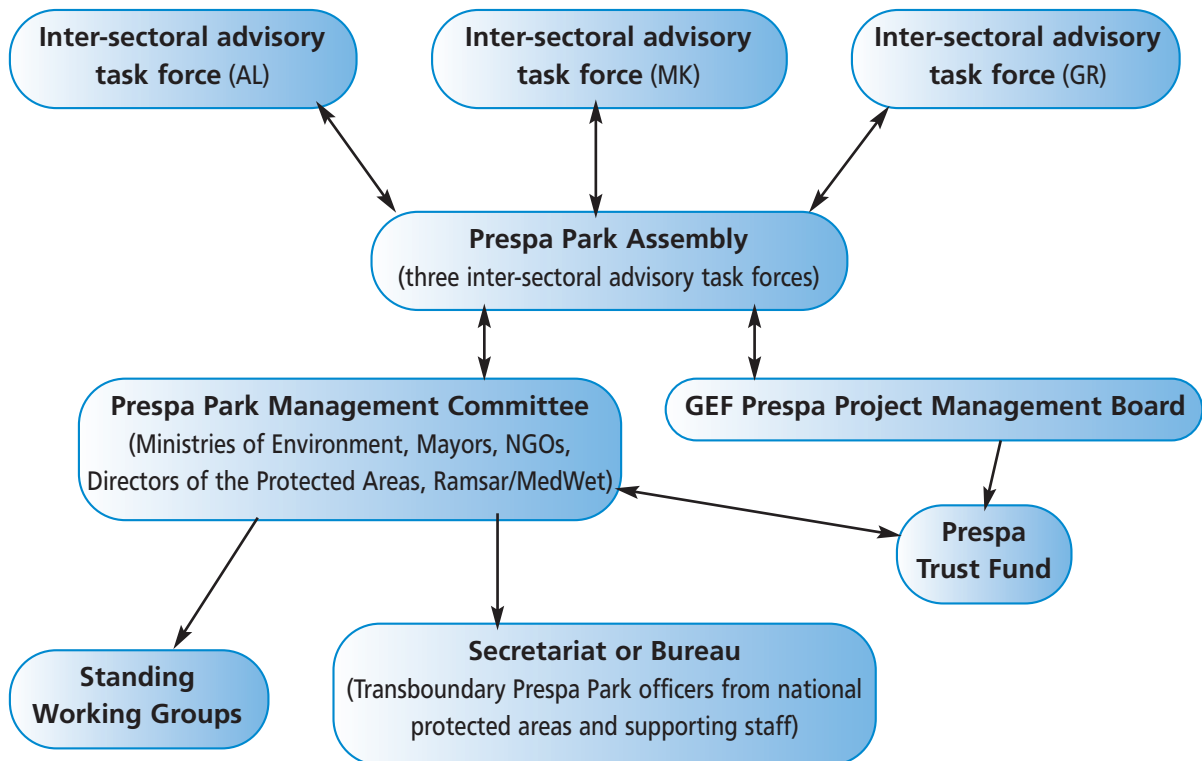 Inter-sectoral advisory
task force (AL)
Inter-sectoral advisory
task force (MK)
Inter-sectoral advisory
task force (GR)
Prespa Park Assembly
(three inter-sectoral advisory task forces)
Prespa Park Management Committee
(Ministries of Environment, Mayors, NGOs,
Directors of the Protected Areas, Ramsar/MedWet)
GEF Prespa Project Management Board
Prespa
Trust Fund
Standing
Working Groups
Secretariat or Bureau
(Transboundary Prespa Park officers from national
protected areas and supporting staff)